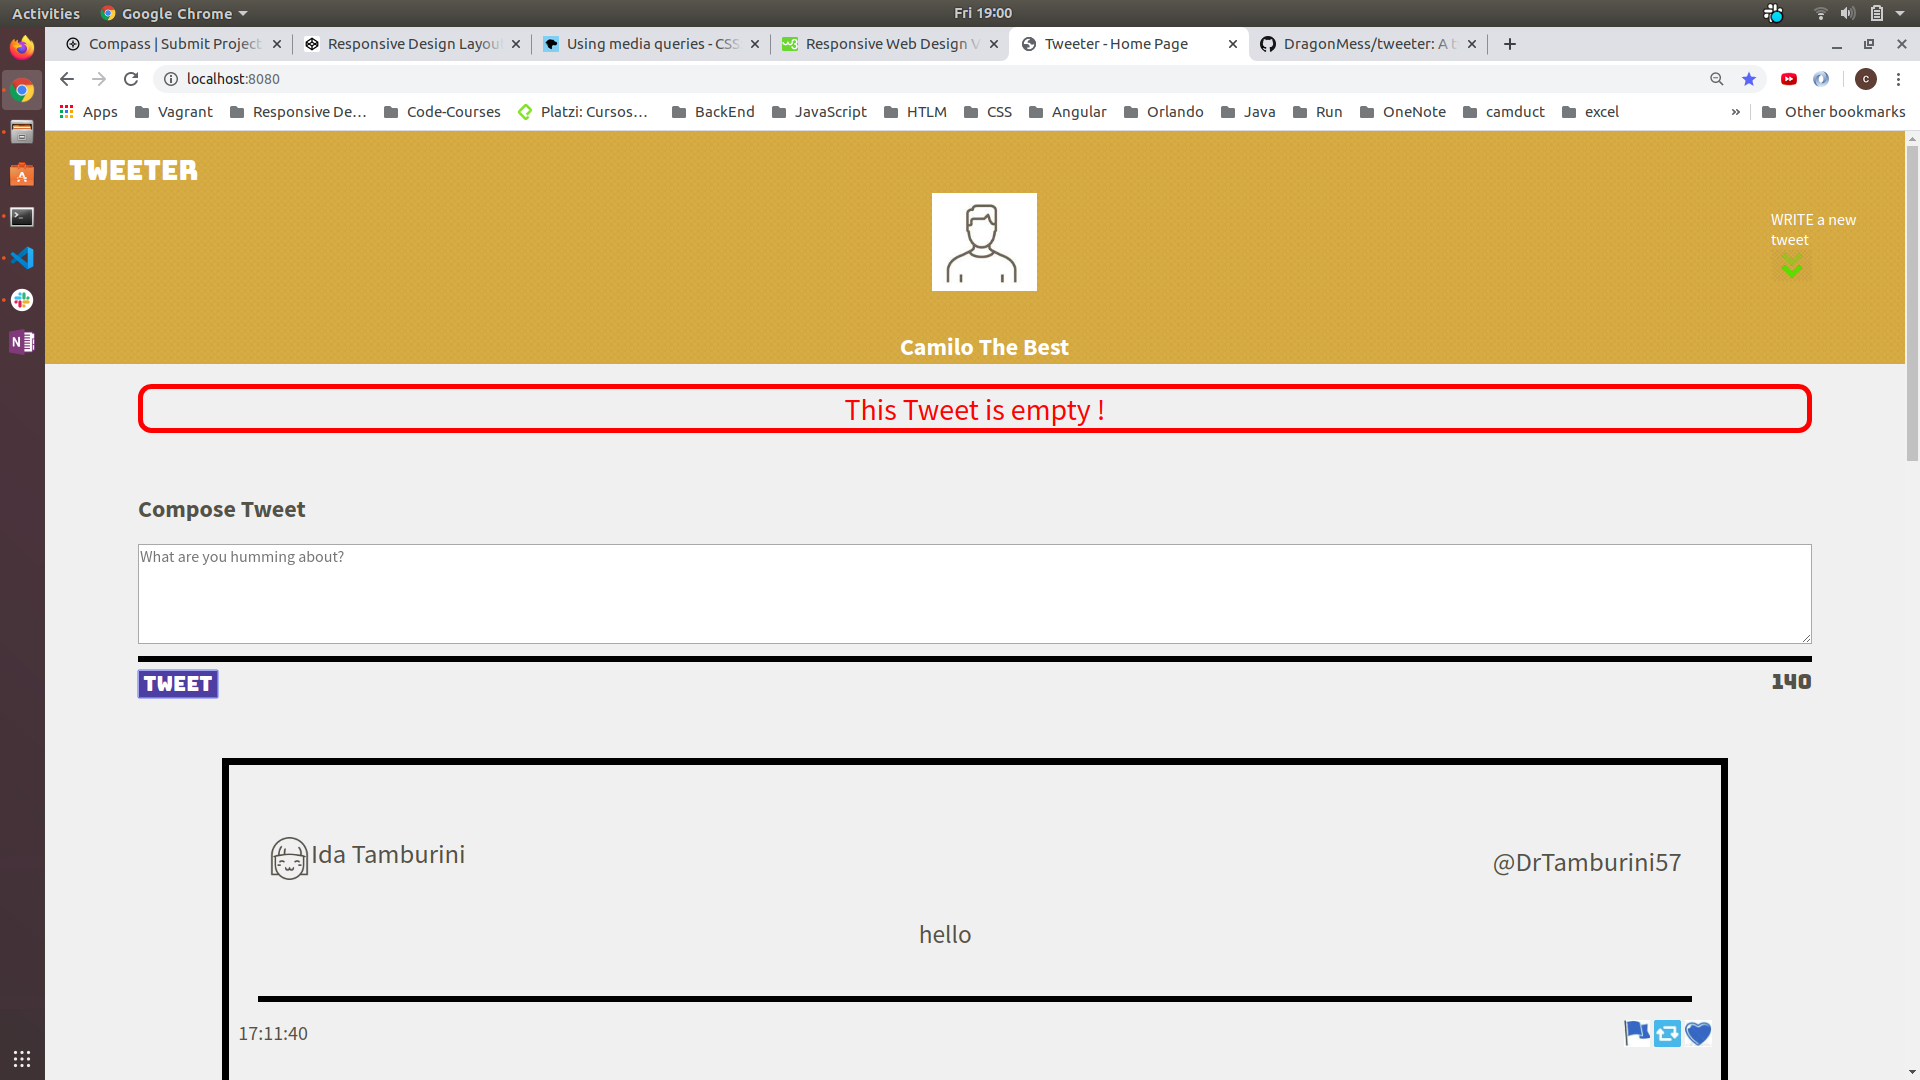 Activities Google Chrome Fri 19:00
Compass | Submit Project Responsive Design Layou Using media queries - CSS Responsive Web Design V Tweeter - Home Page DragonMess/tweeter: A t
localhost:8080 c
Apps Vagrant Responsive De... Code-Courses Platzi: Cursos... BackEnd JavaScript HTLM CSS Angular Orlando Java Run OneNote camduct excel » Other bookmarks
TWEETER
WRITE a new
tweet
Camilo The Best
This Tweet is empty !
Compose Tweet
What are you humming about?
TWEET 140
Ida Tamburini @DrTamburini57
hello
17:11:40